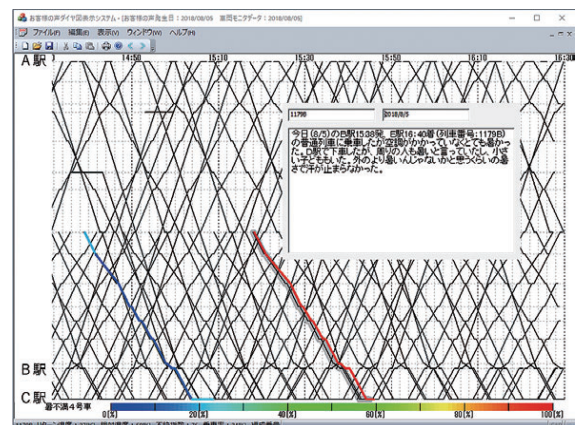 お客様の声ダイヤ図表示システム - [お客様の声発生日：2018/08/05 車両モニタデータ：2018/08/05]
ファイル(F) 編集(E) 表示(V) ウィンドウ(W) ヘルプ(H)
14:50 15:10 15:30 15:50 16:10 16:30
A駅
1179B 2018/8/5
今日(8/5)のB駅1538発、E駅16:40着(列車番号:1179B)
の普通列車に乗車したが空調がかかっていなくとても暑かっ
た。D駅で下車したが、周りの人も暑いと言っていたし、小さ
い子どももいた。外のより暑いんじゃないかと思うくらいの暑
さで汗が止まらなかった。
B駅
C駅
暑不満4号車
0[%] 20[%] 40[%] 60[%] 80[%] 100[%]